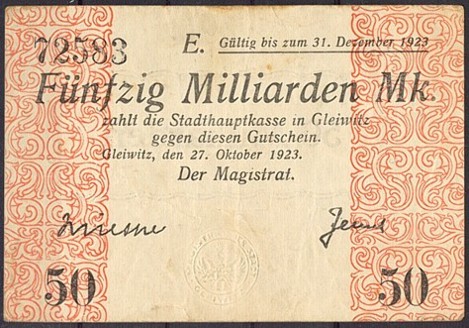 72583 E. Gültig bis zum 31. Dezember 1923
Fünfzig Milliarden Mk.
zahlt die Stadthauptkasse in Gleiwitz
gegen diesen Gutschein.
Gleiwitz, den 27. Oktober 1923.
Der Magistrat.
50 50